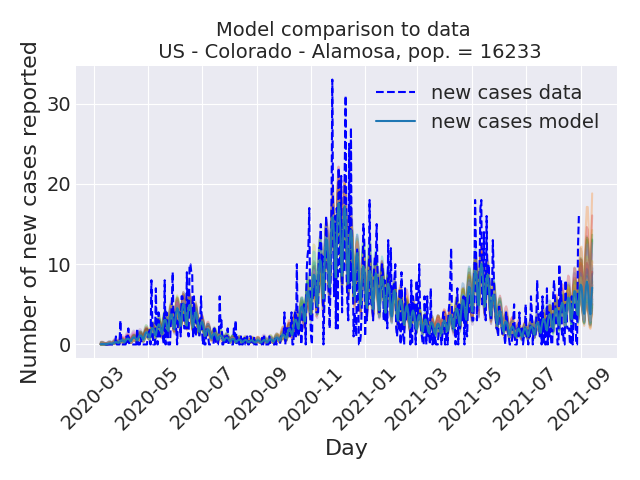 Model comparison to data
US - Colorado - Alamosa, pop. = 16233
Number of new cases reported
30
20
10
0
new cases data
new cases model
2020-03
2020-05
2020-07
2020-09
2020-11
2021-01
2021-03
2021-05
2021-07
2021-09
Day